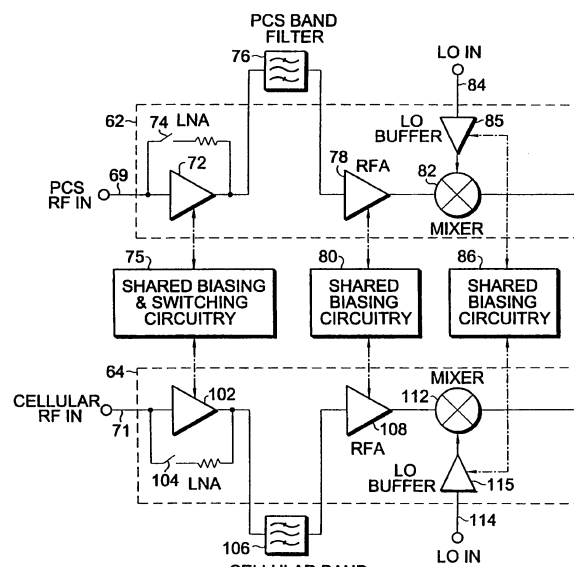 PCS BAND
FILTER
76
LO IN
84
62
74
LNA
LO
BUFFER
85
72
78
RFA
82
69
PCS
RF IN
MIXER
75
SHARED BIASING
& SWITCHING
CIRCUITRY
80
SHARED
BIASING
CIRCUITRY
86
SHARED
BIASING
CIRCUITRY
64
MIXER
102
112
CELLULAR
RF IN
71
108
RFA
104
LNA
LO
BUFFER
115
106
114
LO IN
CELLULAR BAND